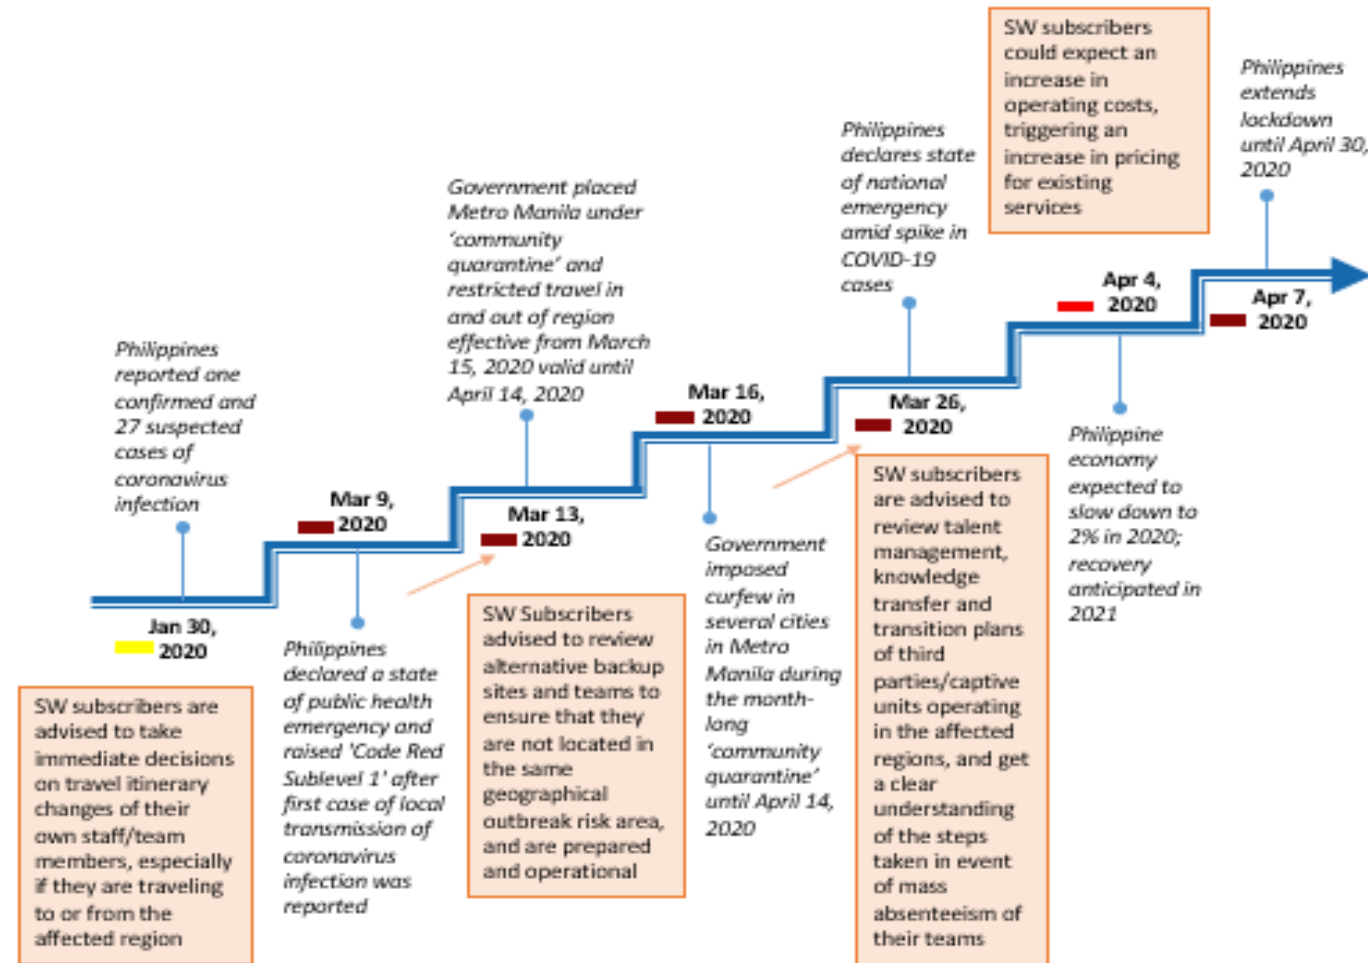 Philippines
reported one
confirmed and
27 suspected
cases of
coronavirus
infection
Jan 30,
2020
SW subscribers are
advised to take
immediate decisions
on travel itinerary
changes of their
own staff/team
members, especially
if they are traveling
to or from the
affected region
Mar 9,
2020
Philippines
declared a state
of public health
emergency and
raised 'Code Red
Sublevel 1' after
first case of local
transmission of
coronavirus
infection was
reported
Government placed
Metro Manila under
‘community
quarantine’ and
restricted travel in
and out of region
effective from March
15, 2020 valid until
April 14, 2020
Mar 13,
2020
SW Subscribers
advised to review
alternative backup
sites and teams to
ensure that they
are not located in
the same
geographical
outbreak risk area,
and are prepared
and operational
Mar 16,
2020
Government
imposed
curfew in
several cities
in Metro
Manila during
the month-
long
‘community
quarantine’
until April 14,
2020
Philippines
declares state
of national
emergency
amid spike in
COVID-19
cases
Mar 26,
2020
SW subscribers
are advised to
review talent
management,
knowledge
transfer and
transition plans
of third
parties/captive
units operating
in the affected
regions, and get
a clear
understanding
of the steps
taken in event
of mass
absenteeism of
their teams
SW subscribers
could expect an
increase in
operating costs,
triggering an
increase in pricing
for existing
services
Apr 4,
2020
Philippine
economy
expected to
slow down to
2% in 2020;
recovery
anticipated in
2021
Philippines
extends
lockdown
until April 30,
2020
Apr 7,
2020